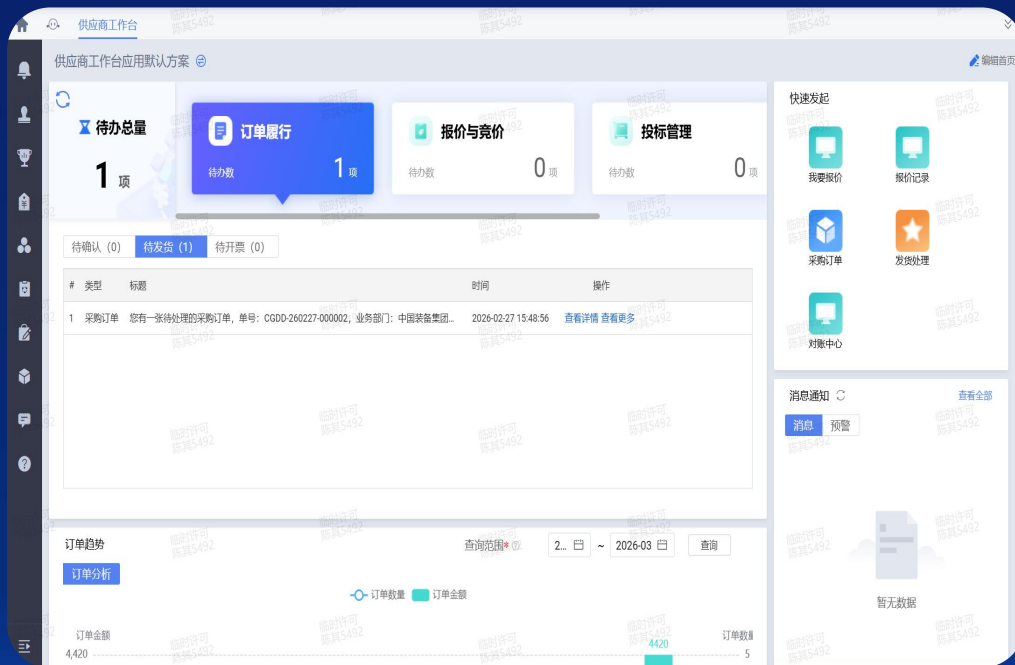 供应商工作台
供应商工作台应用默认方案
编辑首页
待办总量
1 项
订单履行
待办数 1 项
报价与竞价
待办数 0 项
投标管理
待办数 0 项
快速发起
我要报价
报价记录
采购订单
发货处理
对账中心
待确认 (0) 待发货 (1) 待开票 (0)
# 类型 标题 时间 操作
1 采购订单 您有一张待处理的采购订单，单号：CGDD-260227-000002，业务部门：中国装备集团... 2026-02-27 15:48:56 查看详情 查看更多
消息通知 查看全部
消息 预警
暂无数据
订单趋势 查询范围* 2... ~ 2026-03 查询
订单分析
订单数量 订单金额
订单金额 订单数量
4,420 4420 5
临时许可
陈其5492